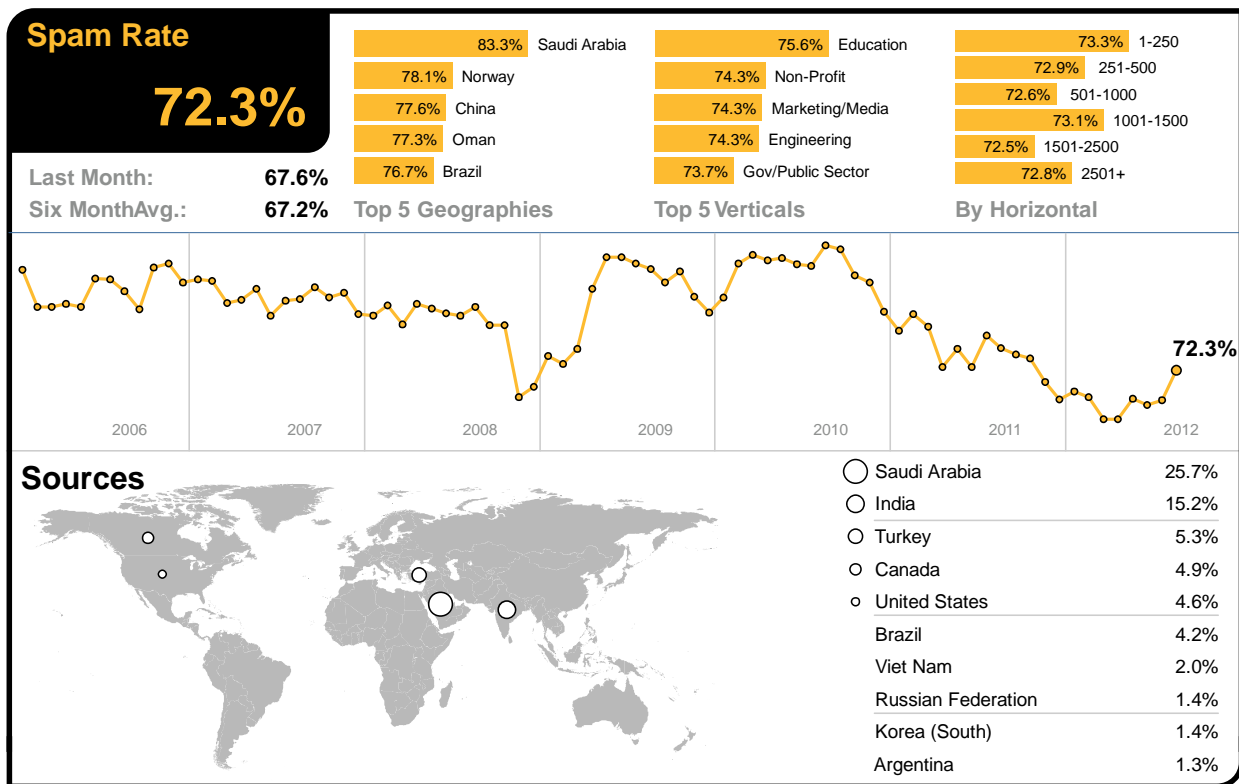 Spam Rate
72.3%
Last Month: 67.6%
Six MonthAvg.: 67.2%
83.3% Saudi Arabia
78.1% Norway
77.6% China
77.3% Oman
76.7% Brazil
Top 5 Geographies
75.6% Education
74.3% Non-Profit
74.3% Marketing/Media
74.3% Engineering
73.7% Gov/Public Sector
Top 5 Verticals
73.3% 1-250
72.9% 251-500
72.6% 501-1000
73.1% 1001-1500
72.5% 1501-2500
72.8% 2501+
By Horizontal
72.3%
2006 2007 2008 2009 2010 2011 2012
Sources
Saudi Arabia 25.7%
India 15.2%
Turkey 5.3%
Canada 4.9%
United States 4.6%
Brazil 4.2%
Viet Nam 2.0%
Russian Federation 1.4%
Korea (South) 1.4%
Argentina 1.3%